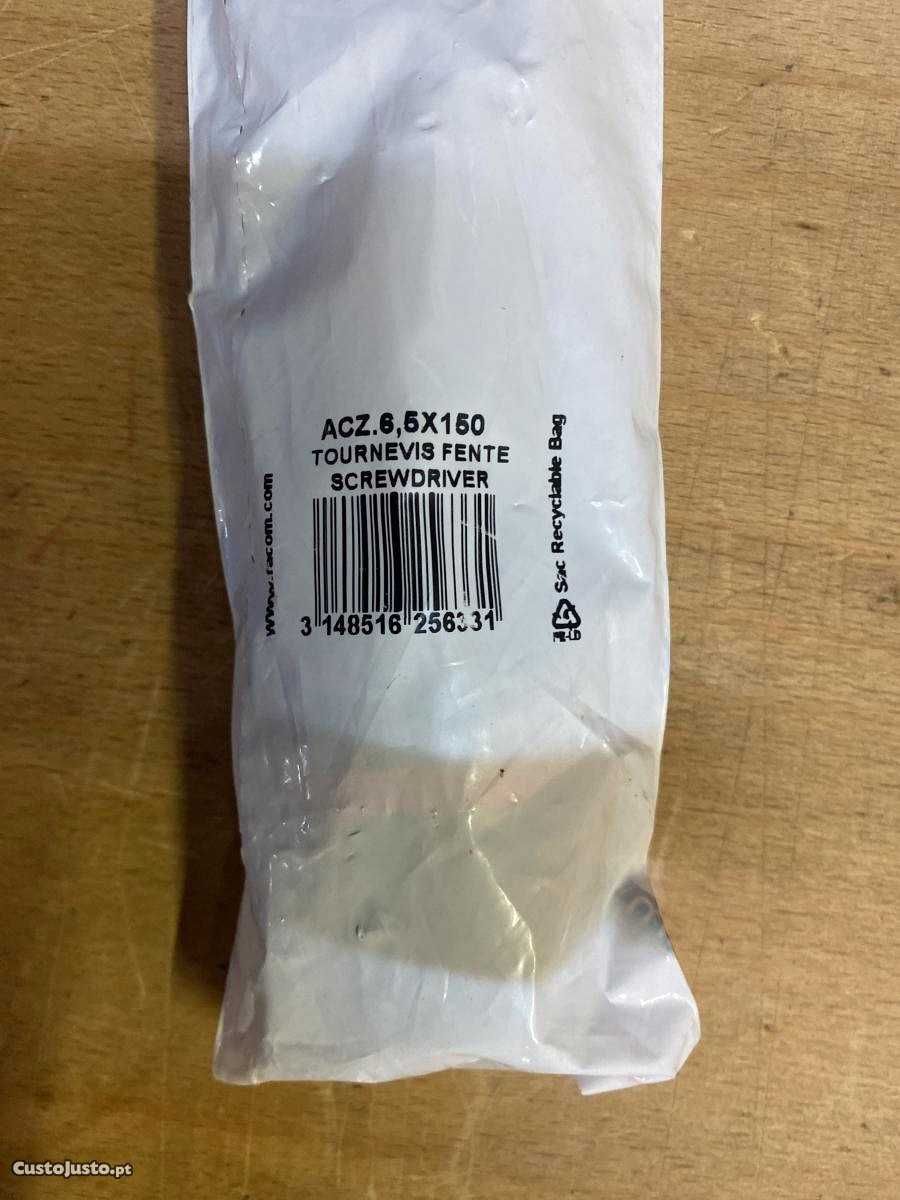 ACZ.6,5X150
TOURNEVIS FENTE
SCREWDRIVER
www.facom.com
Sac Recyclable Bag
3 148516 256331
CustoJusto.pt